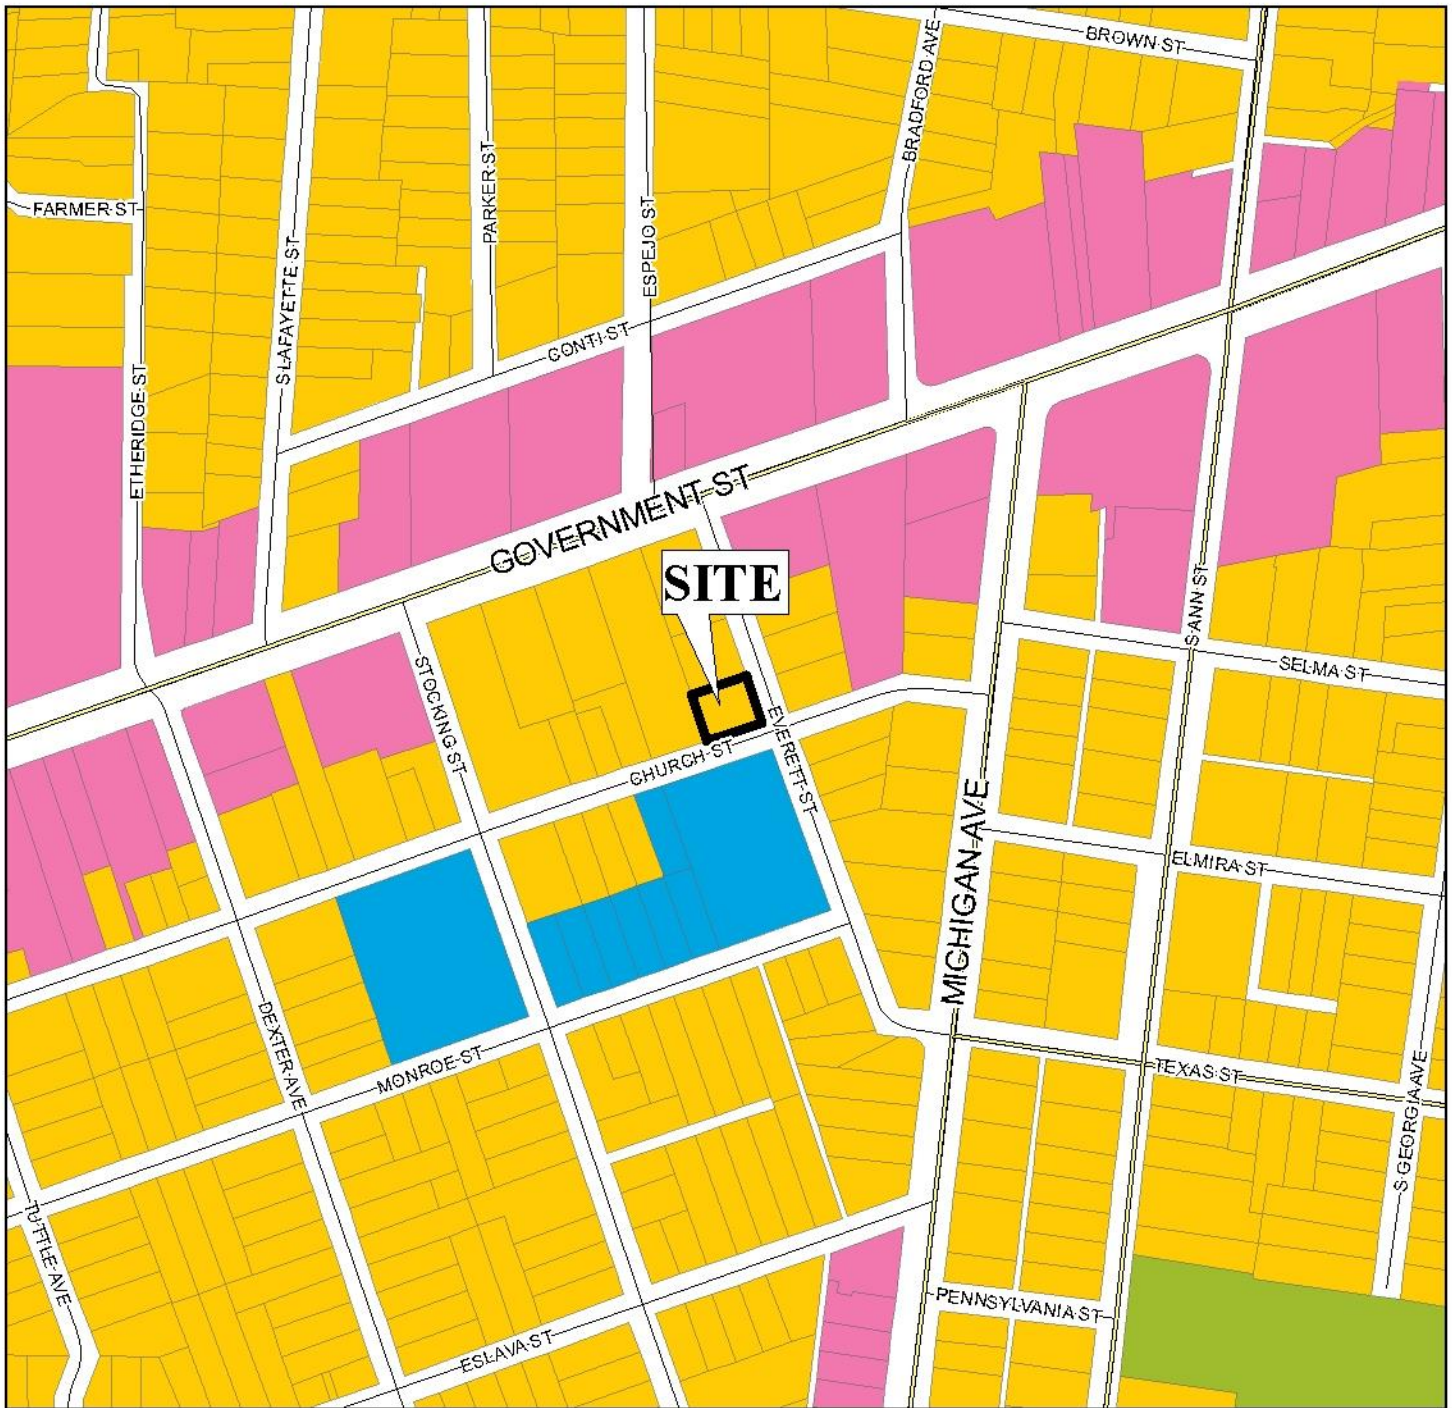 BROWN ST
BRADFORD AVE
PARKER ST
FARMER ST
ESPEJO ST
S LAFAYETTE ST
CONTI ST
ETHERIDGE ST
GOVERNMENT ST
SITE
S ANN ST
SELMA ST
STOCKING ST
EVERETT ST
CHURCH ST
MICHIGAN AVE
ELMIRA ST
DEXTER AVE
MONROE ST
TEXAS ST
S GEORGIA AVE
TUTTLE AVE
PENNSYLVANIA ST
ESLAVA ST